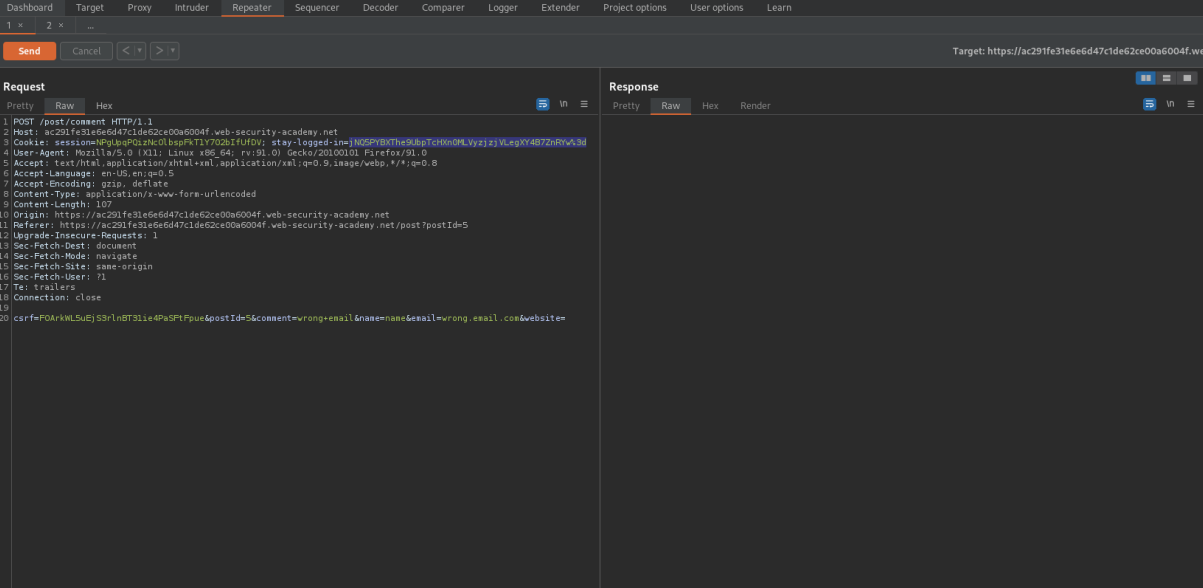 Dashboard Target Proxy Intruder Repeater Sequencer Decoder Comparer Logger Extender Project options User options Learn
1 × 2 × ...
Send Cancel < > Target: https://ac291fe31e6e6d47c1de62ce00a6004f.we
Request
Pretty Raw Hex \n
Response
Pretty Raw Hex Render \n
1 POST /post/comment HTTP/1.1
2 Host: ac291fe31e6e6d47c1de62ce00a6004f.web-security-academy.net
3 Cookie: session=NPgUpqPQizNcOlbspFkT1Y7O2bIfUfDV; stay-logged-in=jNQ5PYBXThe9UbpTcHXn0MLVyzjzjVLegXY4B7ZnRYw%3d
4 User-Agent: Mozilla/5.0 (X11; Linux x86_64; rv:91.0) Gecko/20100101 Firefox/91.0
5 Accept: text/html,application/xhtml+xml,application/xml;q=0.9,image/webp,*/*;q=0.8
6 Accept-Language: en-US,en;q=0.5
7 Accept-Encoding: gzip, deflate
8 Content-Type: application/x-www-form-urlencoded
9 Content-Length: 107
10 Origin: https://ac291fe31e6e6d47c1de62ce00a6004f.web-security-academy.net
11 Referer: https://ac291fe31e6e6d47c1de62ce00a6004f.web-security-academy.net/post?postId=5
12 Upgrade-Insecure-Requests: 1
13 Sec-Fetch-Dest: document
14 Sec-Fetch-Mode: navigate
15 Sec-Fetch-Site: same-origin
16 Sec-Fetch-User: ?1
17 Te: trailers
18 Connection: close
19
20 csrf=FOArkWL5uEjS3rlnBT31ie4PaSFtFpue&postId=5&comment=wrong+email&name=name&email=wrong.email.com&website=